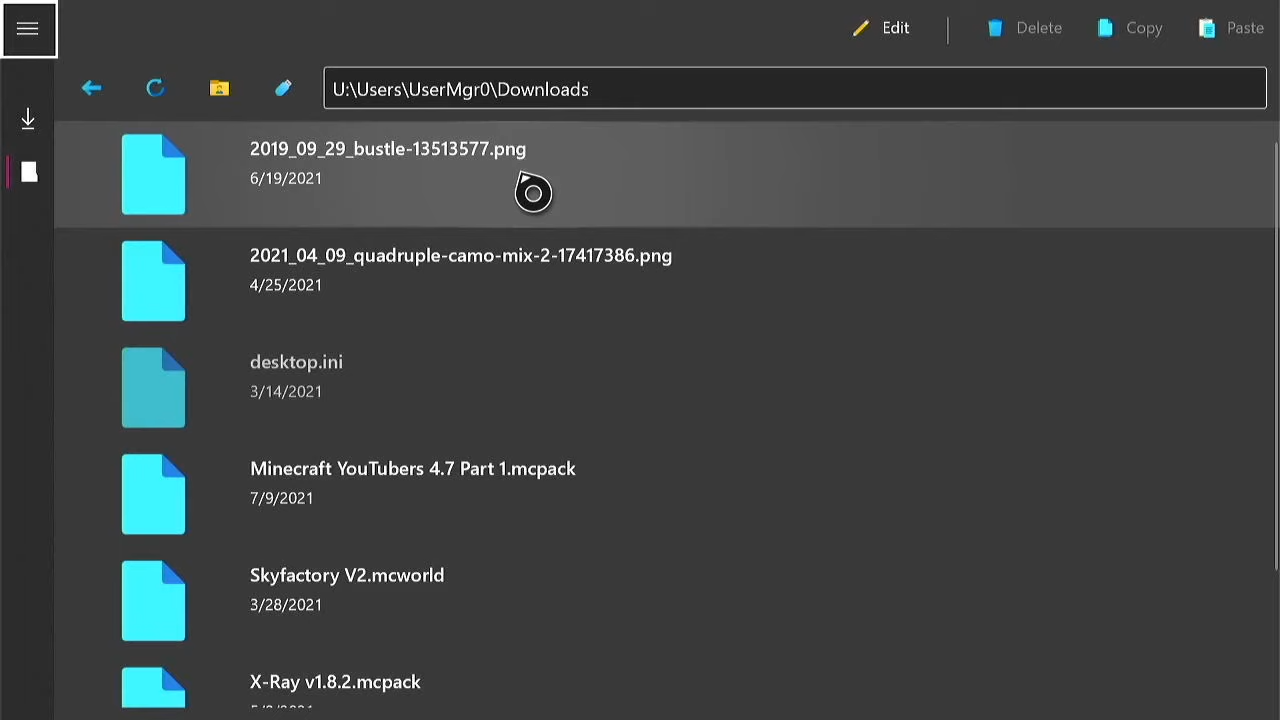 Edit
Delete
Copy
Paste
U:\Users\UserMgr0\Downloads
2019_09_29_bustle-13513577.png
6/19/2021
2021_04_09_quadruple-camo-mix-2-17417386.png
4/25/2021
desktop.ini
3/14/2021
Minecraft YouTubers 4.7 Part 1.mcpack
7/9/2021
Skyfactory V2.mcworld
3/28/2021
X-Ray v1.8.2.mcpack